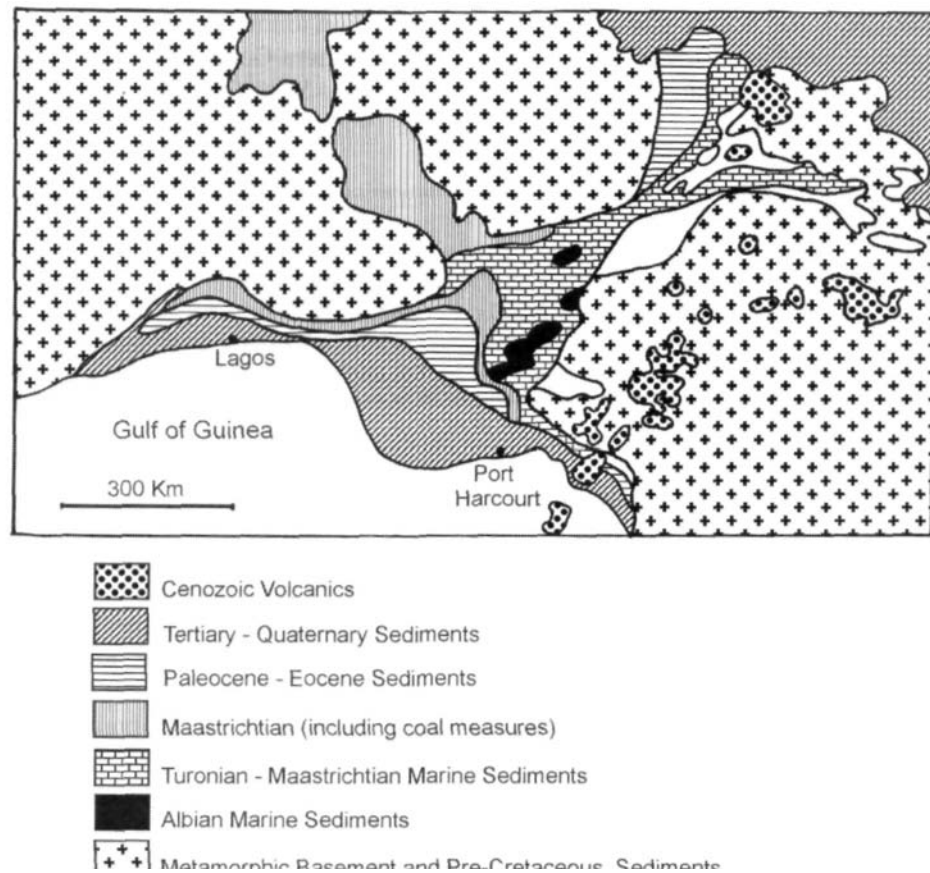 Lagos
Gulf of Guinea
Port
Harcourt
300 Km
Cenozoic Volcanics
Tertiary - Quaternary Sediments
Paleocene - Eocene Sediments
Maastrichtian (including coal measures)
Turonian - Maastrichtian Marine Sediments
Albian Marine Sediments
Metamorphic Basement and Pre-Cretaceous Sediments